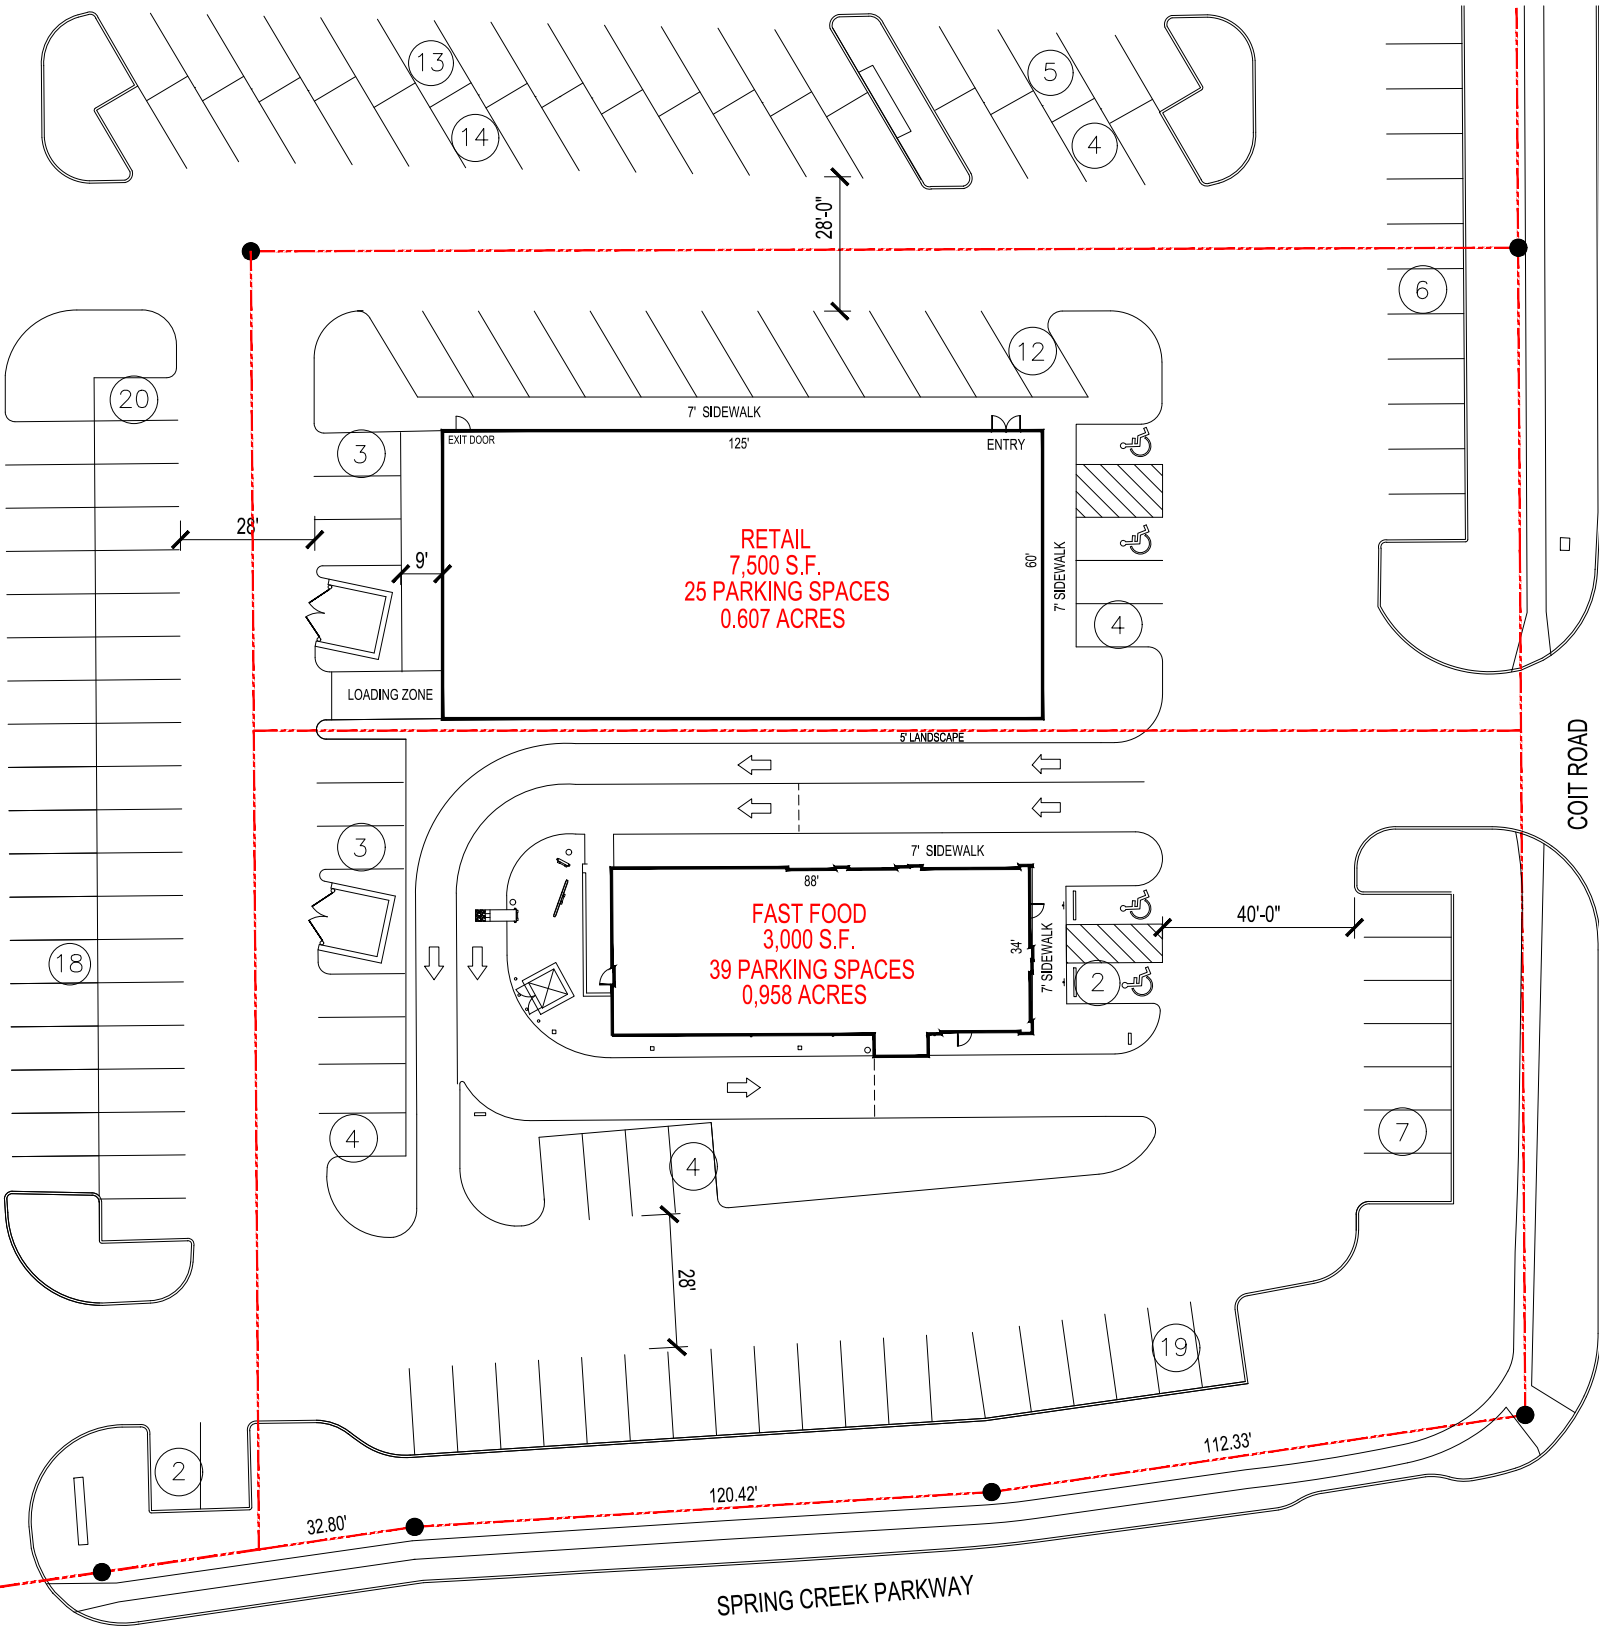 13
5
14
4
28'-0"
6
12
20
7' SIDEWALK
3
EXIT DOOR
125'
ENTRY
28'
9'
RETAIL
7,500 S.F.
25 PARKING SPACES
0.607 ACRES
60'
7' SIDEWALK
4
LOADING ZONE
5' LANDSCAPE
COIT ROAD
3
7' SIDEWALK
88'
FAST FOOD
3,000 S.F.
39 PARKING SPACES
0,958 ACRES
34'
7' SIDEWALK
40'-0"
18
2
4
4
7
28'
19
2
112.33'
120.42'
32.80'
SPRING CREEK PARKWAY